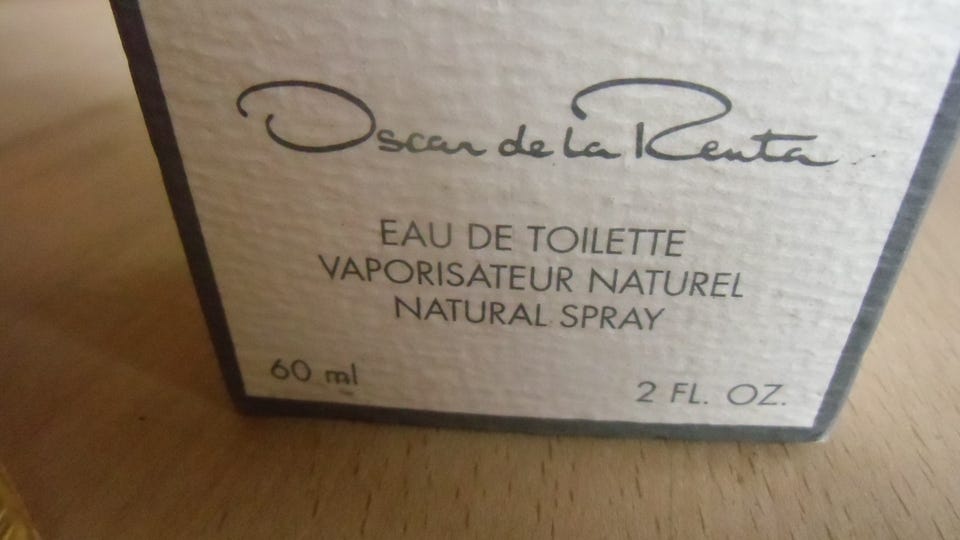 Oscar de la Renta
EAU DE TOILETTE
VAPORISATEUR NATUREL
NATURAL SPRAY
60 ml
2 FL. OZ.